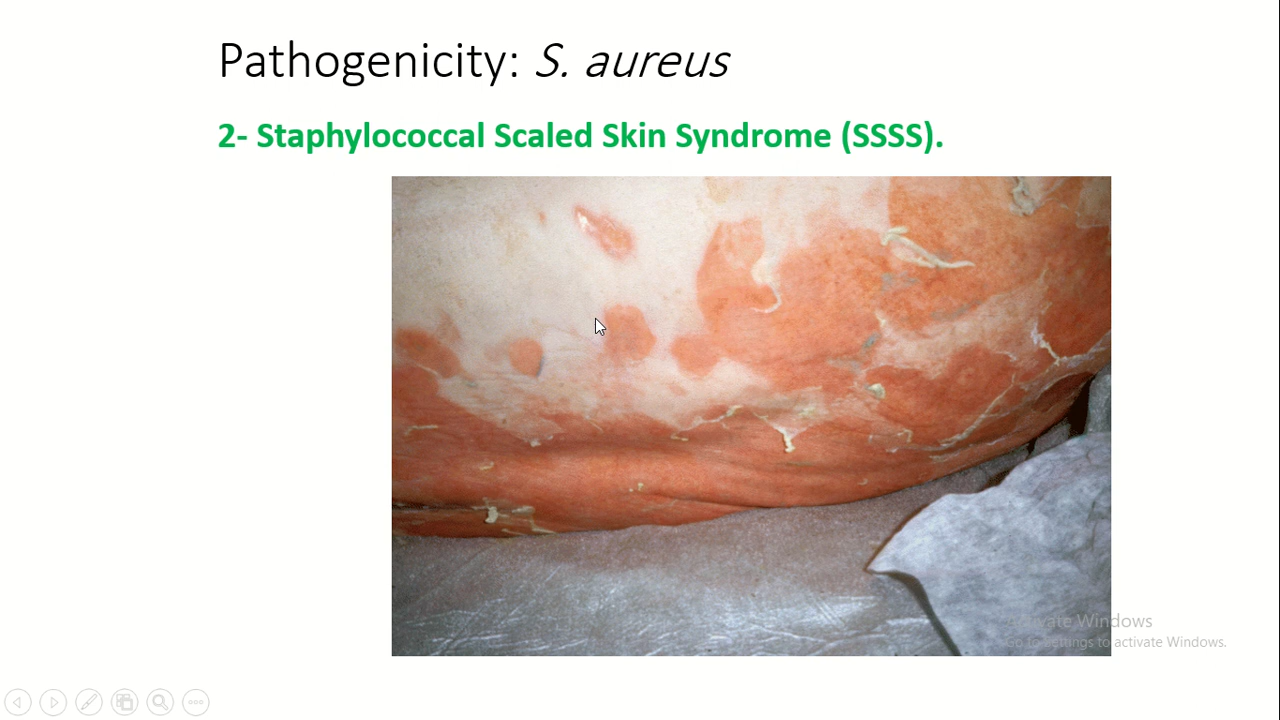 Pathogenicity: S. aureus
2- Staphylococcal Scaled Skin Syndrome (SSSS).
Activate Windows
Go to Settings to activate Windows.